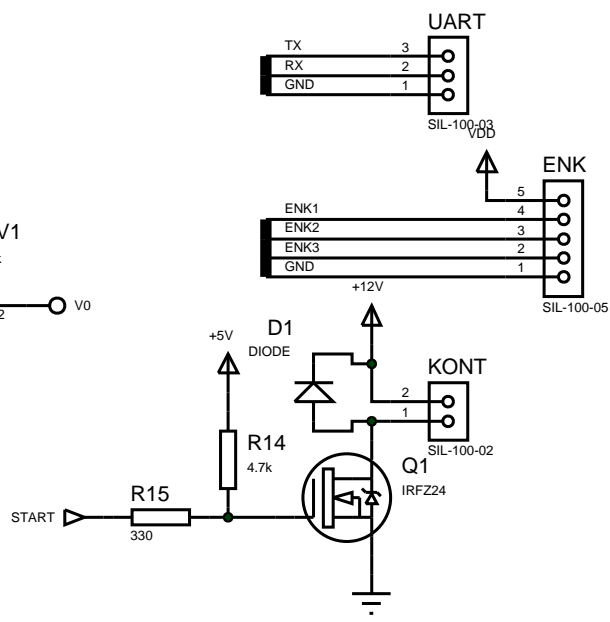 UART
TX 3
RX 2
GND 1
SIL-100-03
VDD
ENK
5
ENK1 4
ENK2 3
ENK3 2
GND 1
SIL-100-05
V1
k
2
V0
+12V
+5V
D1
DIODE
KONT
2
1
SIL-100-02
R14
4.7k
Q1
IRFZ24
R15
START
330